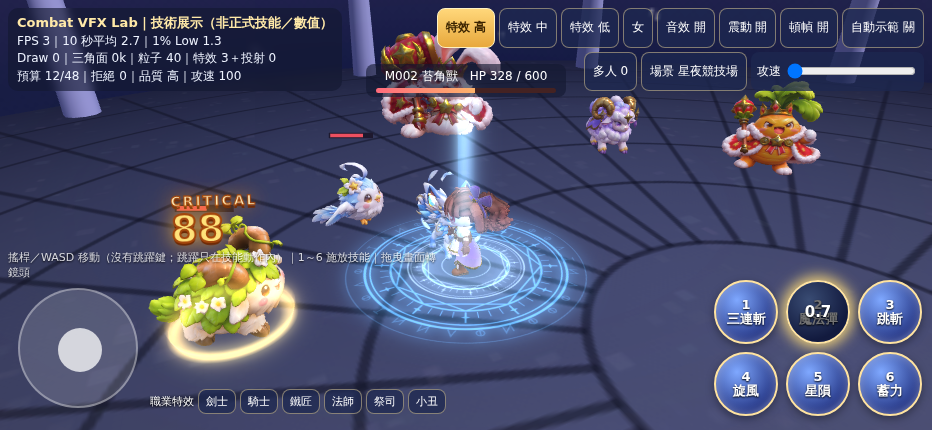 Combat VFX Lab｜技術展示（非正式技能／數值）
FPS 3｜10 秒平均 2.7｜1% Low 1.3
Draw 0｜三角面 0k｜粒子 40｜特效 3＋投射 0
預算 12/48｜拒絕 0｜品質 高｜攻速 100
特效 高
特效 中
特效 低
女
音效 開
震動 開
頓幀 開
自動示範 關
M002 苔角獸 HP 328 / 600
多人 0
場景 星夜競技場
攻速
CRITICAL
88
搖桿／WASD 移動（沒有跳躍鍵；跳躍只在技能動作內）｜1~6 施放技能｜拖曳畫面轉
鏡頭
1
三連斬
2
魔法彈
0.7
3
跳斬
4
旋風
5
星隕
6
蓄力
職業特效
劍士
騎士
鐵匠
法師
祭司
小丑